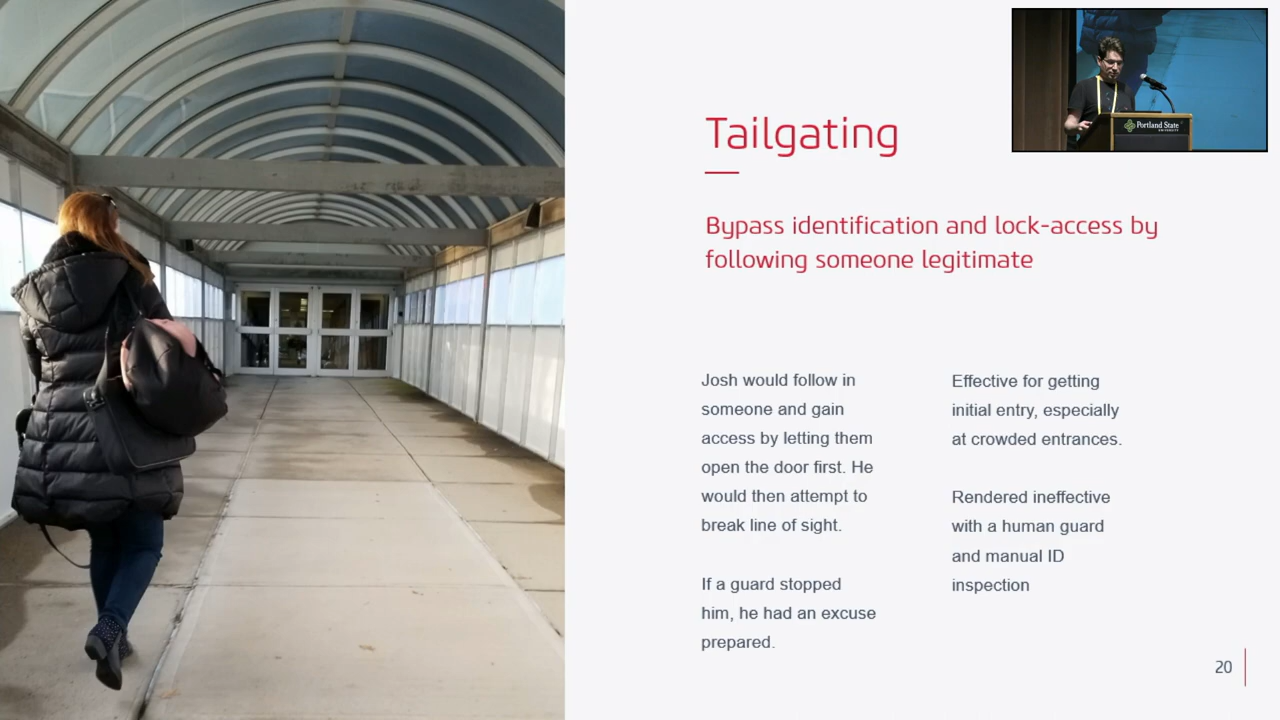 Portland State
UNIVERSITY
Tailgating
Bypass identification and lock-access by
following someone legitimate
Josh would follow in
someone and gain
access by letting them
open the door first. He
would then attempt to
break line of sight.
If a guard stopped
him, he had an excuse
prepared.
Effective for getting
initial entry, especially
at crowded entrances.
Rendered ineffective
with a human guard
and manual ID
inspection
20